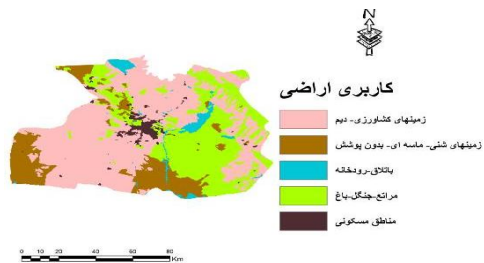 N
کاربری اراضی
زمینهای کشاورزی- دیم
زمینهای شنی- ماسه ای- بدون پوشش
باتلاق-رودخانه
مراتع-جنگل-باغ
مناطق مسکونی
0 5 10 20 40 60 80
Km